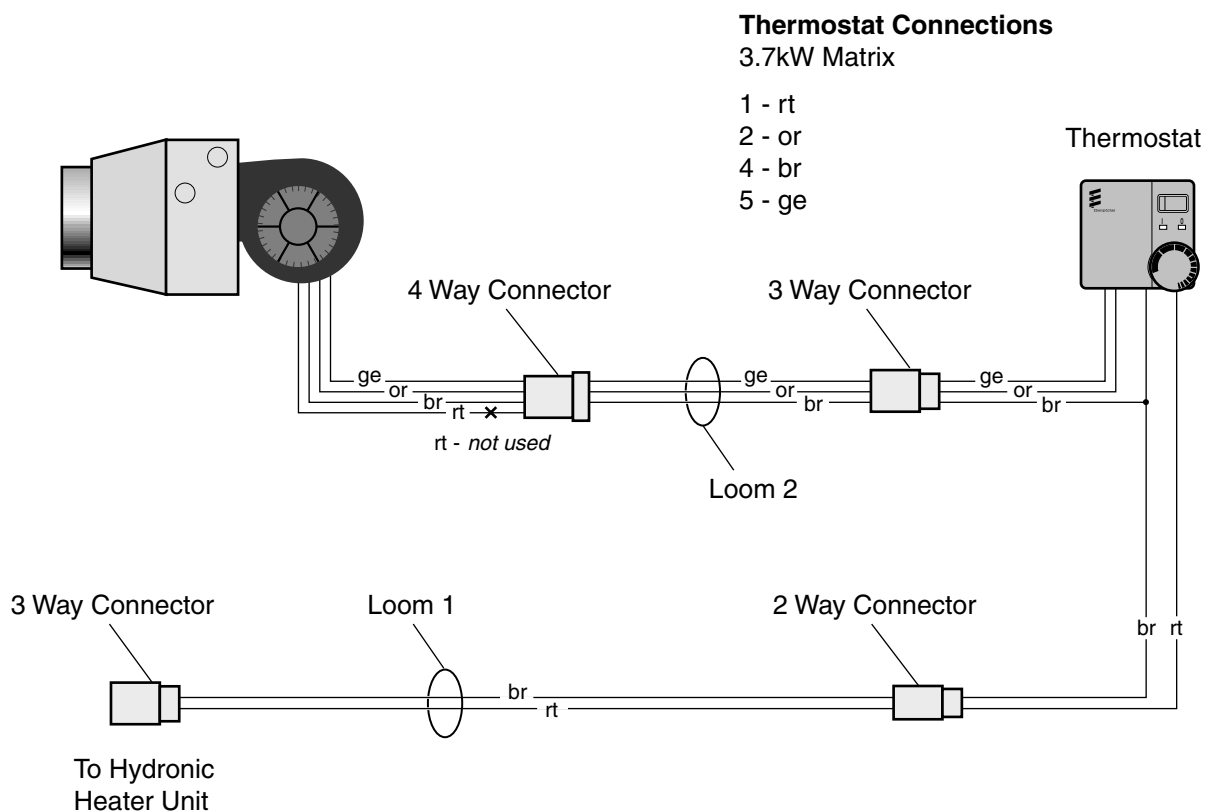 Thermostat Connections
3.7kW Matrix
1 - rt
2 - or
4 - br
5 - ge
Thermostat
4 Way Connector
3 Way Connector
ge
or
br
rt
rt - not used
ge
or
br
ge
or
br
Loom 2
3 Way Connector
Loom 1
2 Way Connector
br rt
br
rt
To Hydronic
Heater Unit